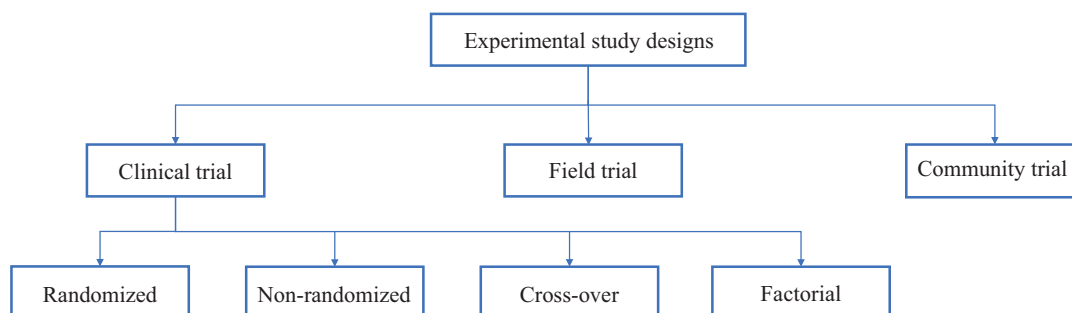 Experimental study designs
Clinical trial
Field trial
Community trial
Randomized
Non-randomized
Cross-over
Factorial